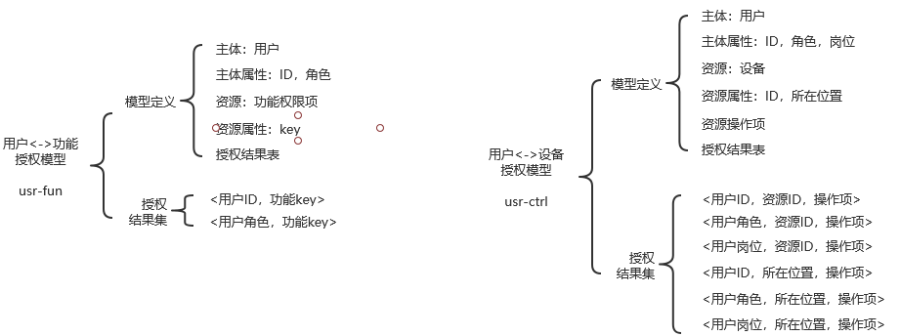 用户<->功能
授权模型
usr-fun
模型定义
主体：用户
主体属性：ID，角色
资源：功能权限项
资源属性：key
授权结果表
授权
结果集
<用户ID，功能key>
<用户角色，功能key>
用户<->设备
授权模型
usr-ctrl
模型定义
主体：用户
主体属性：ID，角色，岗位
资源：设备
资源属性：ID，所在位置
资源操作项
授权结果表
授权
结果集
<用户ID，资源ID，操作项>
<用户角色，资源ID，操作项>
<用户岗位，资源ID，操作项>
<用户ID，所在位置，操作项>
<用户角色，所在位置，操作项>
<用户岗位，所在位置，操作项>